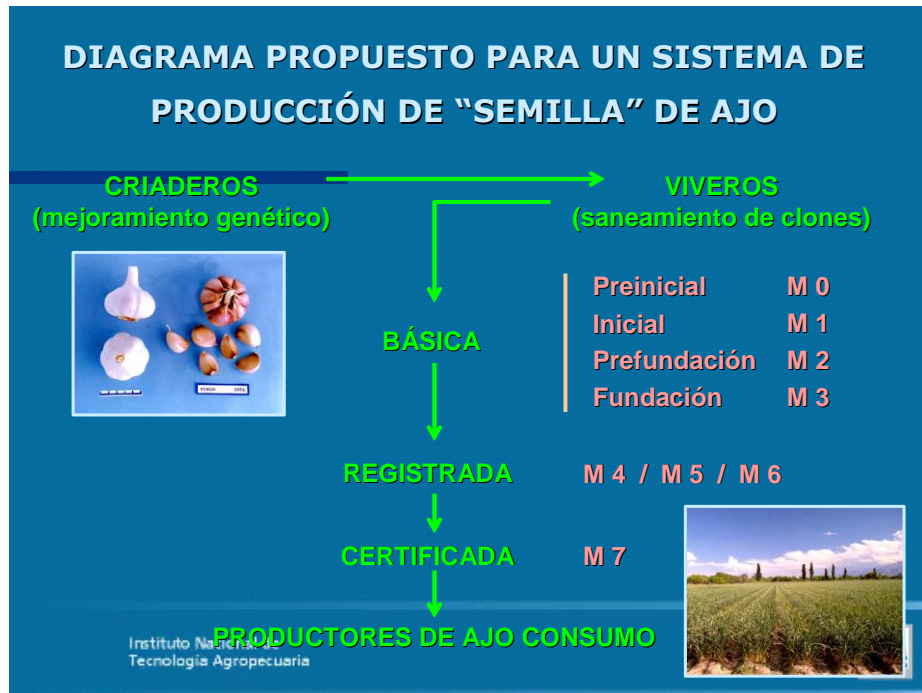 DIAGRAMA PROPUESTO PARA UN SISTEMA DE
PRODUCCIÓN DE “SEMILLA” DE AJO
CRIADEROS
(mejoramiento genético)
VIVEROS
(saneamiento de clones)
Preinicial M 0
Inicial M 1
Prefundación M 2
Fundación M 3
BÁSICA
REGISTRADA M 4 / M 5 / M 6
CERTIFICADA M 7
PRODUCTORES DE AJO CONSUMO
Instituto Nacional de
Tecnología Agropecuaria